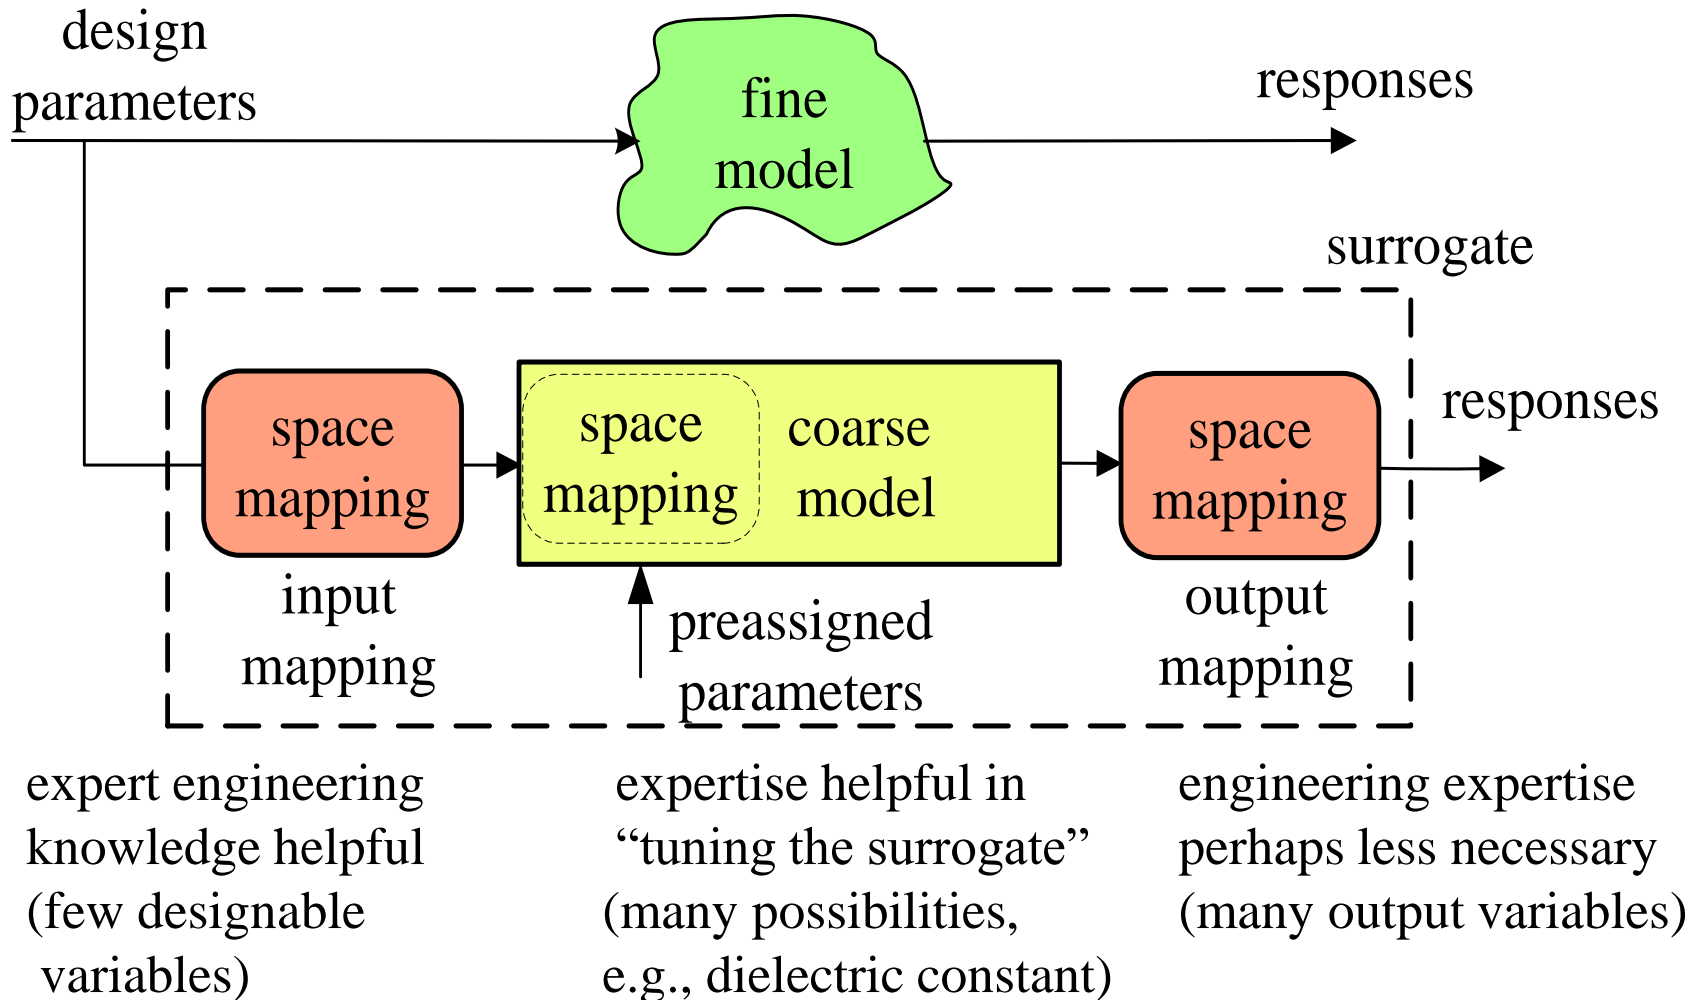 design
parameters
fine
model
responses
surrogate
space
mapping
space
mapping
coarse
model
space
mapping
responses
input
mapping
preassigned
parameters
output
mapping
expert engineering
knowledge helpful
(few designable
variables)
expertise helpful in
“tuning the surrogate”
(many possibilities,
e.g., dielectric constant)
engineering expertise
perhaps less necessary
(many output variables)